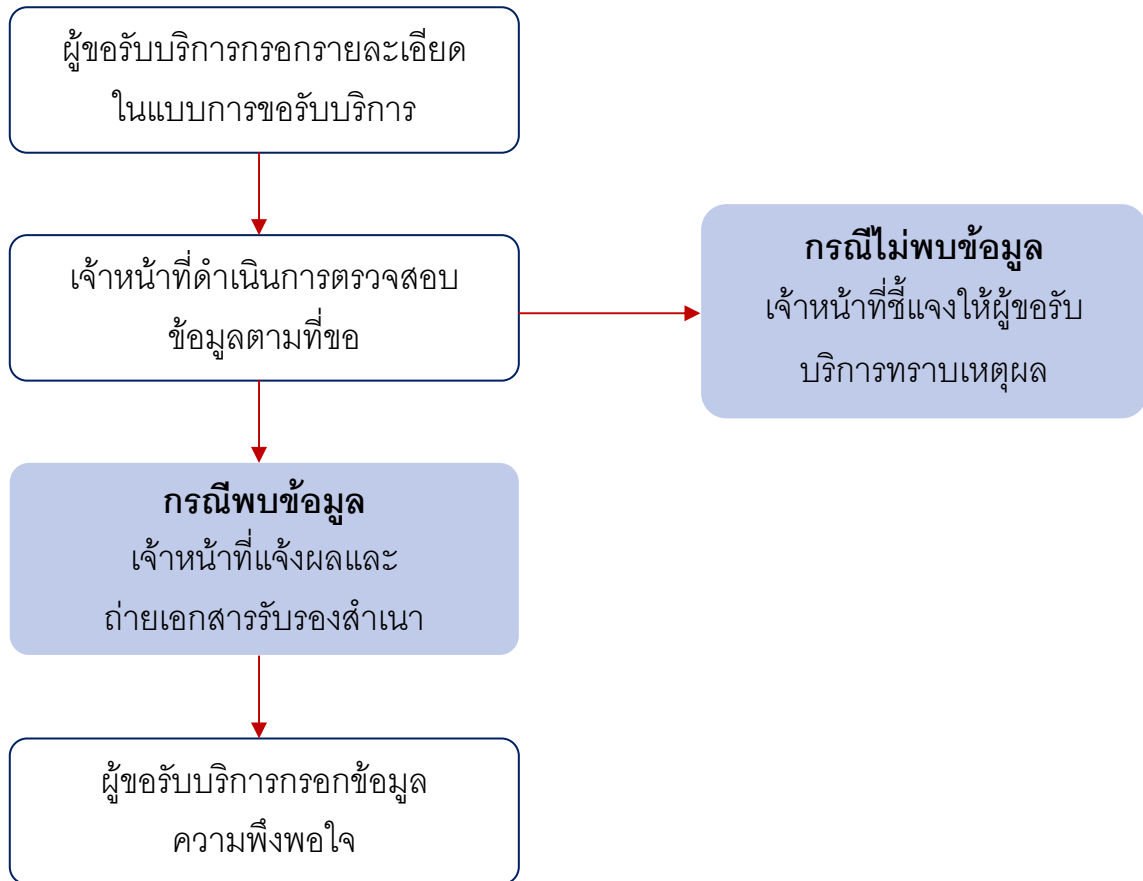 ผู้ขอรับบริการกรอกรายละเอียด
ในแบบการขอรับบริการ
เจ้าหน้าที่ดำเนินการตรวจสอบ
ข้อมูลตามที่ขอ
กรณีไม่พบข้อมูล
เจ้าหน้าที่ชี้แจงให้ผู้ขอรับ
บริการทราบเหตุผล
กรณีพบข้อมูล
เจ้าหน้าที่แจ้งผลและ
ถ่ายเอกสารรับรองสำเนา
ผู้ขอรับบริการกรอกข้อมูล
ความพึงพอใจ